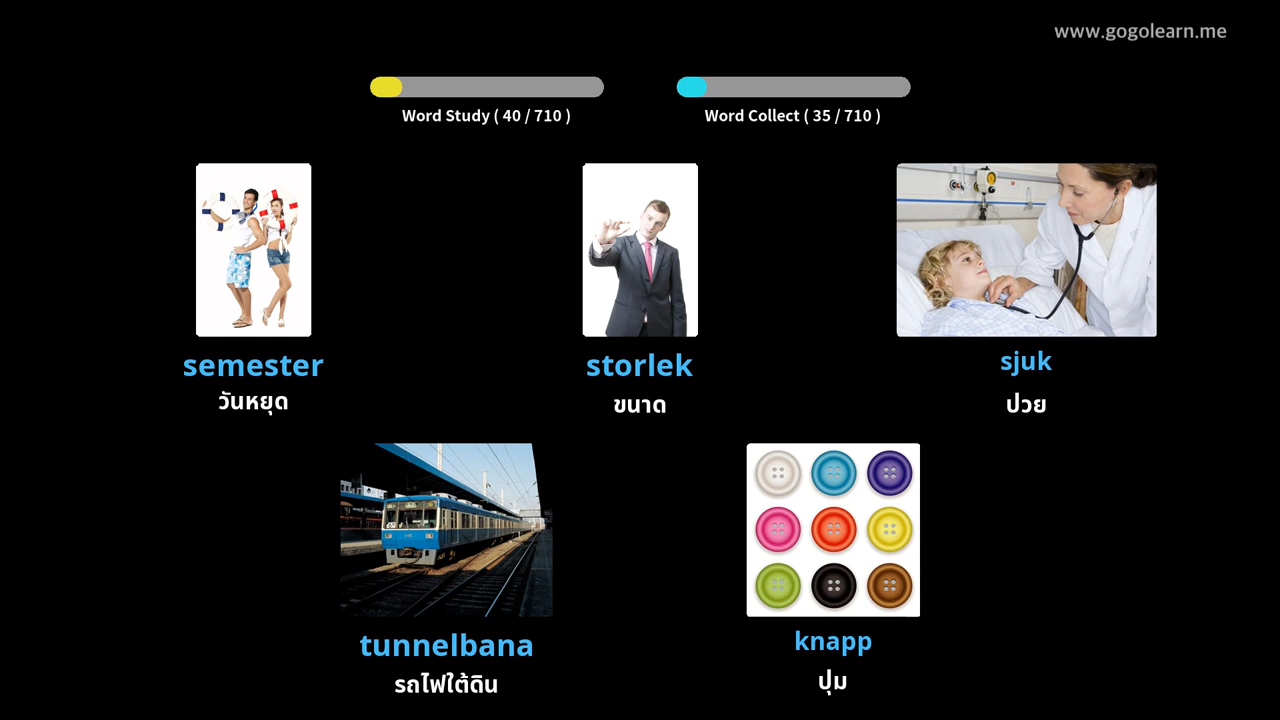 www.gogolearn.me
Word Study ( 40 / 710 )
Word Collect ( 35 / 710 )
semester
วันหยุด
storlek
ขนาด
sjuk
ป่วย
tunnelbana
รถไฟใต้ดิน
knapp
ปุ่ม